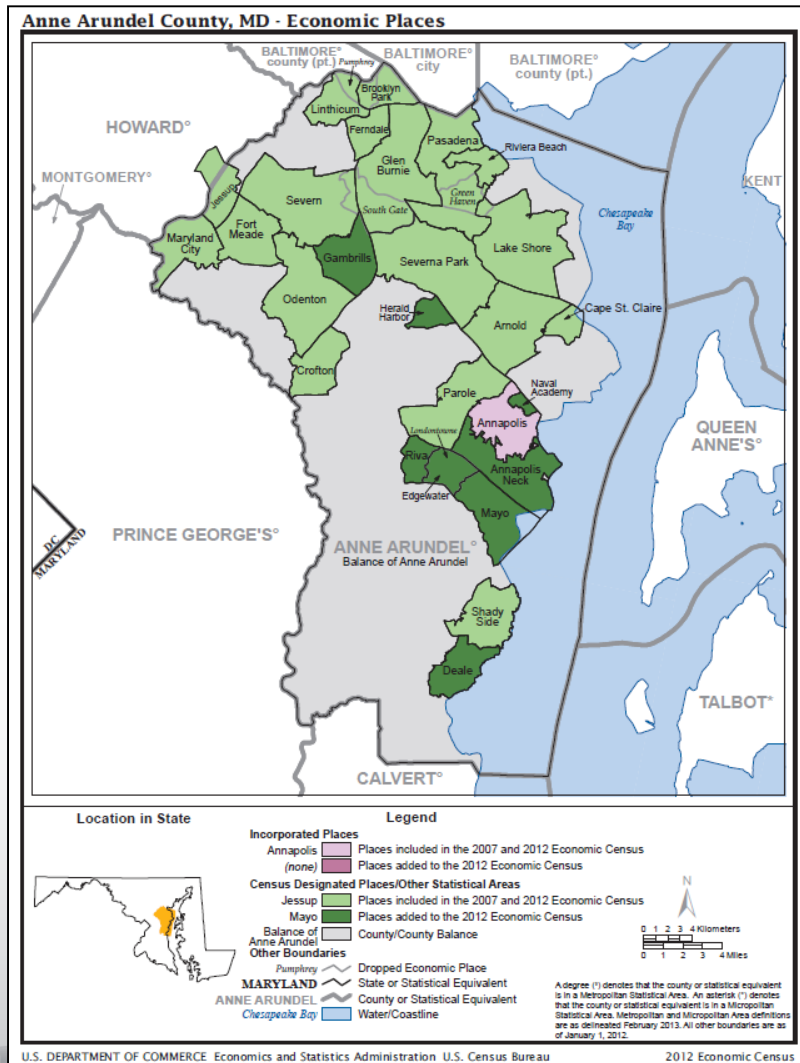 Anne Arundel County, MD - Economic Places
BALTIMORE°
county (pt.)
BALTIMORE°
city
BALTIMORE°
county (pt.)
Pumphrey
Brooklyn
Park
Linthicum
HOWARD°
Ferndale
Pasadena
Riviera Beach
Glen
Burnie
MONTGOMERY°
KENT
Jessup
Severn
Green
Haven
South Gate
Chesapeake
Bay
Fort
Meade
Maryland
City
Gambrills
Severna Park
Lake Shore
Odenton
Herald
Harbor
Cape St. Claire
Arnold
Crofton
Naval
Academy
Parole
Annapolis
QUEEN
ANNE'S°
Londontowne
Riva
Annapolis
Neck
Edgewater
Mayo
DC
MARYLAND
PRINCE GEORGE'S°
ANNE ARUNDEL°
Balance of Anne Arundel
Shady
Side
Deale
TALBOT*
CALVERT°
Location in State
Legend
Incorporated Places
Annapolis Places included in the 2007 and 2012 Economic Census
(none) Places added to the 2012 Economic Census
Census Designated Places/Other Statistical Areas
Jessup Places included in the 2007 and 2012 Economic Census
Mayo Places added to the 2012 Economic Census
Balance of
Anne Arundel County/County Balance
Other Boundaries
Pumphrey Dropped Economic Place
MARYLAND State or Statistical Equivalent
ANNE ARUNDEL County or Statistical Equivalent
Chesapeake Bay Water/Coastline
N
0 1 2 3 4 Kilometers
0 1 2 3 4 Miles
A degree (°) denotes that the county or statistical equivalent
is in a Metropolitan Statistical Area. An asterisk (*) denotes
that the county or statistical equivalent is in a Micropolitan
Statistical Area. Metropolitan and Micropolitan Area definitions
are as delineated February 2013. All other boundaries are as
of January 1, 2012.
U.S. DEPARTMENT OF COMMERCE Economics and Statistics Administration U.S. Census Bureau
2012 Economic Census